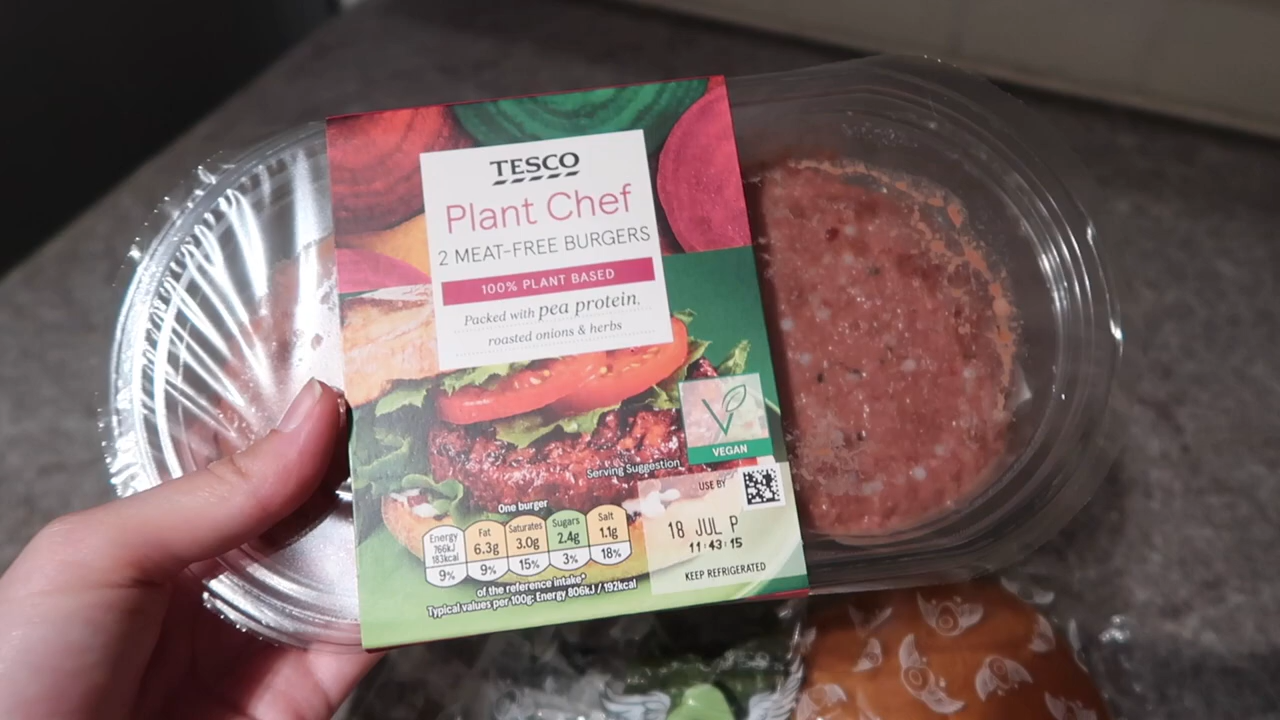 TESCO
Plant Chef
2 MEAT-FREE BURGERS
100% PLANT BASED
Packed with pea protein,
roasted onions & herbs
VEGAN
Serving Suggestion
USE BY
18 JUL P
11:43:15
KEEP REFRIGERATED
One burger
Energy 766kJ 183kcal 9%
Fat 6.3g 9%
Saturates 3.0g 15%
Sugars 2.4g 3%
Salt 1.1g 18%
of the reference intake*
Typical values per 100g: Energy 806kJ / 192kcal